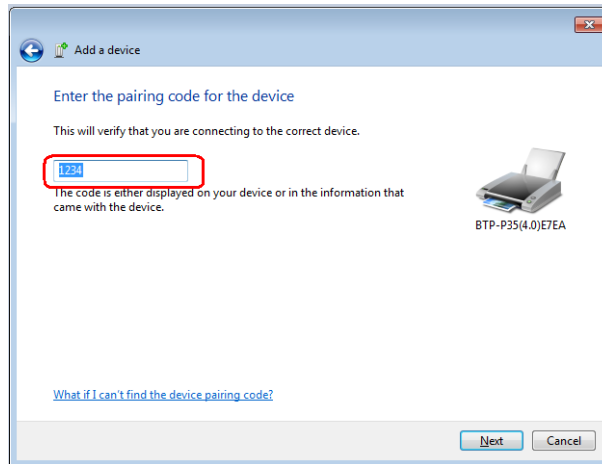 Add a device
Enter the pairing code for the device
This will verify that you are connecting to the correct device.
1234
The code is either displayed on your device or in the information that
came with the device.
BTP-P35(4.0)E7EA
What if I can't find the device pairing code?
Next
Cancel